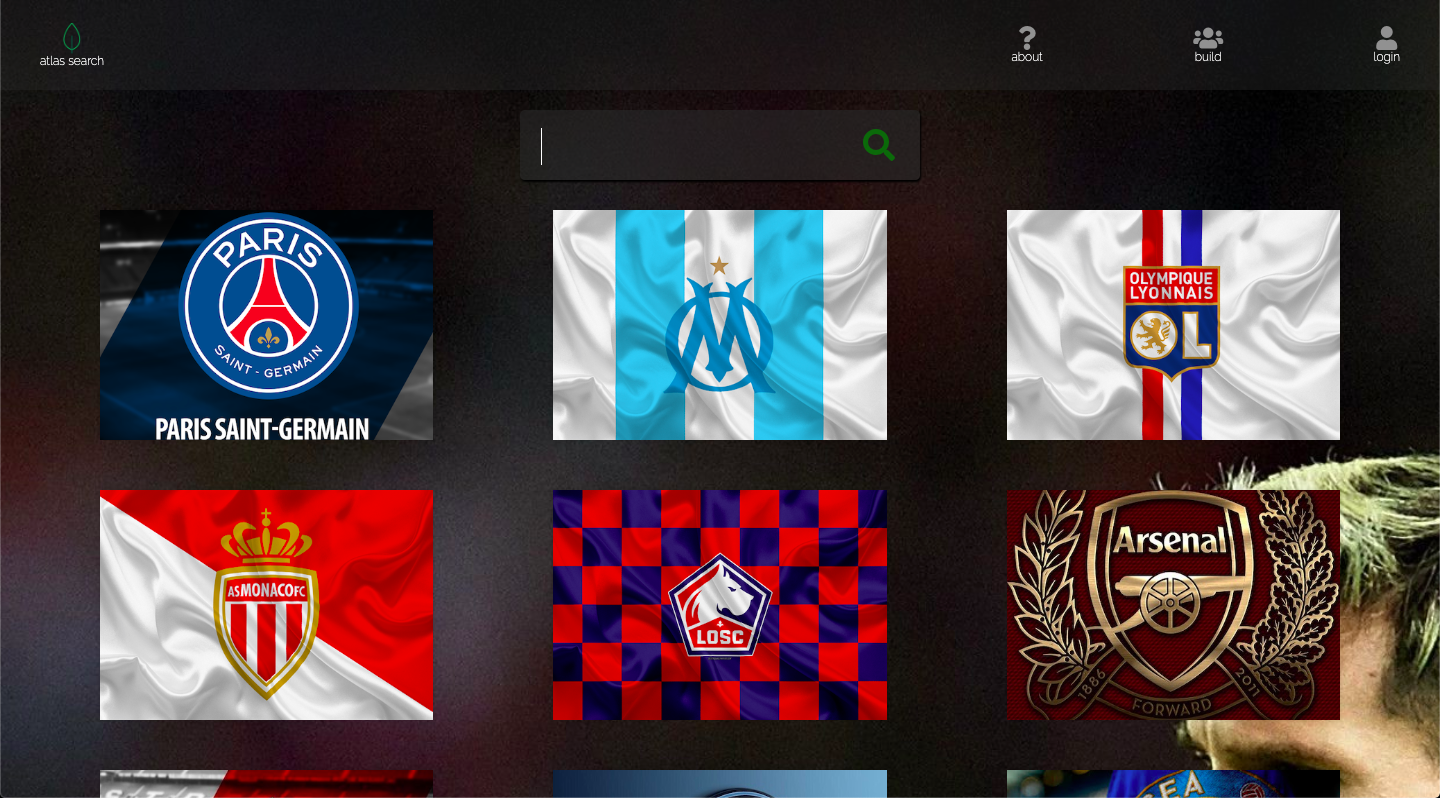 atlas search
about
build
login
PARIS
SAINT - GERMAIN
PARIS SAINT-GERMAIN
M
OLYMPIQUE
LYONNAIS
OL
ASMONACOFC
LOSC
Arsenal
1886
2011
FORWARD
SEA